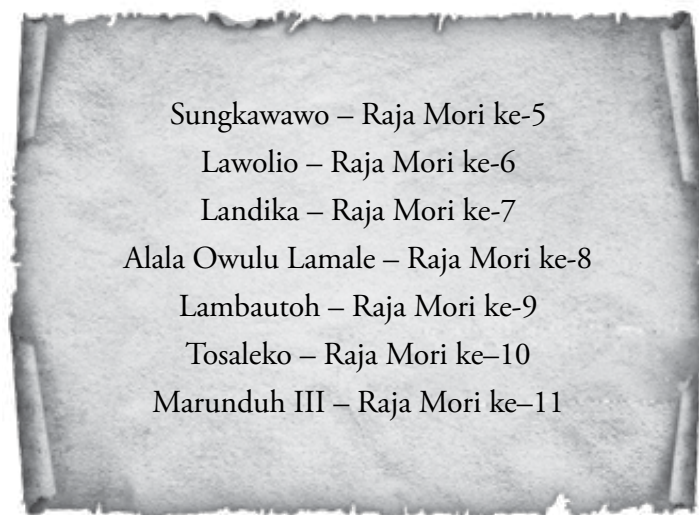 Sungkawawo – Raja Mori ke-5
Lawolio – Raja Mori ke-6
Landika – Raja Mori ke-7
Alala Owulu Lamale – Raja Mori ke-8
Lambautoh – Raja Mori ke-9
Tosaleko – Raja Mori ke–10
Marunduh III – Raja Mori ke–11